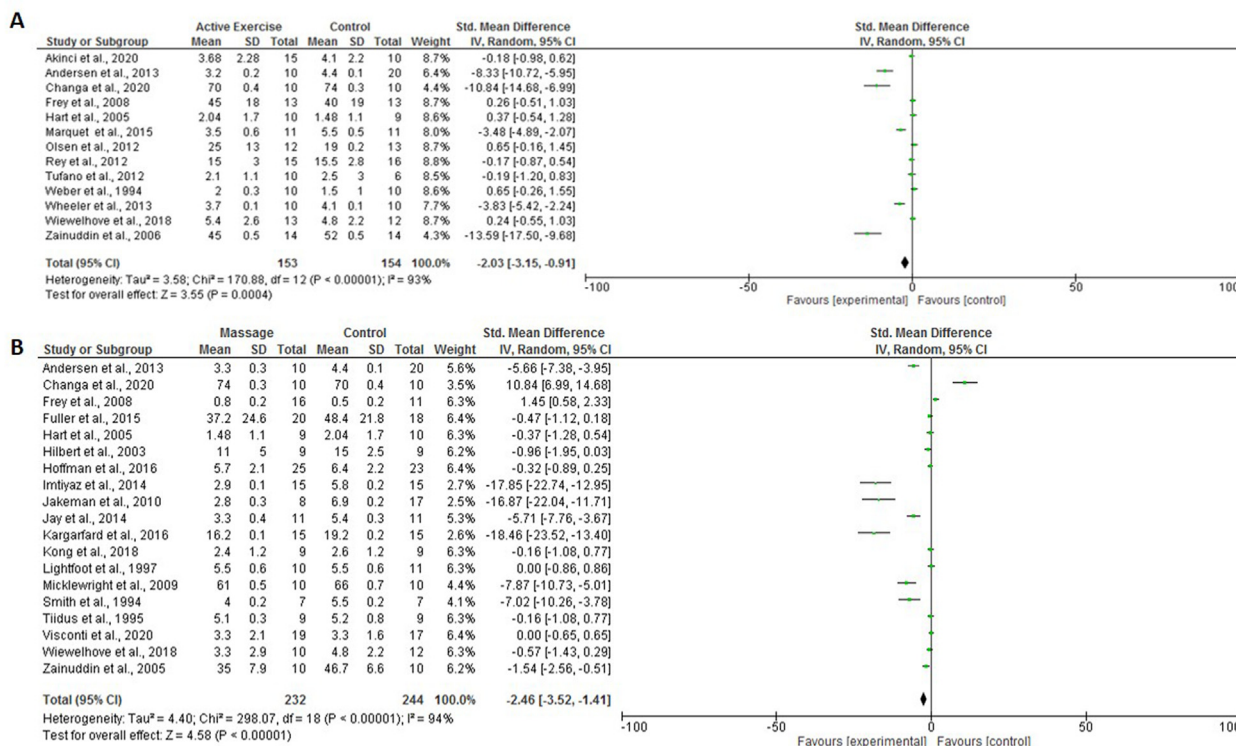 A
Active Exercise Control Std. Mean Difference Std. Mean Difference
Study or Subgroup Mean SD Total Mean SD Total Weight IV, Random, 95% CI IV, Random, 95% CI
Akinci et al., 2020 3.68 2.28 15 4.1 2.2 10 8.7% -0.18 [-0.98, 0.62]
Andersen et al., 2013 3.2 0.2 10 4.4 0.1 20 6.4% -8.33 [-10.72, -5.95]
Changa et al., 2020 70 0.4 10 74 0.3 10 4.4% -10.84 [-14.68, -6.99]
Frey et al., 2008 45 18 13 40 19 13 8.7% 0.26 [-0.51, 1.03]
Hart et al., 2005 2.04 1.7 10 1.48 1.1 9 8.6% 0.37 [-0.54, 1.28]
Marquet et al., 2015 3.5 0.6 11 5.5 0.5 11 8.0% -3.48 [-4.89, -2.07]
Olsen et al., 2012 25 13 12 19 0.2 13 8.6% 0.65 [-0.16, 1.45]
Rey et al., 2012 15 3 15 15.5 2.8 16 8.7% -0.17 [-0.87, 0.54]
Tufano et al., 2012 2.1 1.1 10 2.5 3 6 8.5% -0.19 [-1.20, 0.83]
Weber et al., 1994 2 0.3 10 1.5 1 10 8.6% 0.65 [-0.26, 1.55]
Wheeler et al., 2013 3.7 0.1 10 4.1 0.1 10 7.8% -3.83 [-5.42, -2.24]
Wiewelhove et al., 2018 5.4 2.6 13 4.8 2.2 12 8.7% 0.24 [-0.55, 1.03]
Zainuddin et al., 2006 45 0.5 14 52 0.5 14 4.3% -13.59 [-17.50, -9.68]
Total (95% CI) 153 154 100.0% -2.03 [-3.15, -0.91]
Heterogeneity: Tau² = 3.58; Chi² = 170.88, df = 12 (P < 0.00001); I² = 93%
Test for overall effect: Z = 3.55 (P = 0.0004)
-100 -50 0 50 100
Favours [experimental] Favours [control]
B
Massage Control Std. Mean Difference Std. Mean Difference
Study or Subgroup Mean SD Total Mean SD Total Weight IV, Random, 95% CI IV, Random, 95% CI
Andersen et al., 2013 3.3 0.3 10 4.4 0.1 20 5.6% -5.66 [-7.38, -3.95]
Changa et al., 2020 74 0.3 10 70 0.4 10 3.5% 10.84 [6.99, 14.68]
Frey et al., 2008 0.8 0.2 16 0.5 0.2 11 6.3% 1.45 [0.58, 2.33]
Fuller et al., 2015 37.2 24.6 20 48.4 21.8 18 6.4% -0.47 [-1.12, 0.18]
Hart et al., 2005 1.48 1.1 9 2.04 1.7 10 6.3% -0.37 [-1.28, 0.54]
Hilbert et al., 2003 11 5 9 15 2.5 9 6.2% -0.96 [-1.95, 0.03]
Hoffman et al., 2016 5.7 2.1 25 6.4 2.2 23 6.4% -0.32 [-0.89, 0.25]
Imtiyaz et al., 2014 2.9 0.1 15 5.8 0.2 15 2.7% -17.85 [-22.74, -12.95]
Jakeman et al., 2010 2.8 0.3 8 6.9 0.2 17 2.5% -16.87 [-22.04, -11.71]
Jay et al., 2014 3.3 0.4 11 5.4 0.3 11 5.3% -5.71 [-7.76, -3.67]
Kargarfard et al., 2016 16.2 0.1 15 19.2 0.2 15 2.6% -18.46 [-23.52, -13.40]
Kong et al., 2018 2.4 1.2 9 2.6 1.2 9 6.3% -0.16 [-1.08, 0.77]
Lightfoot et al., 1997 5.5 0.6 10 5.5 0.6 11 6.3% 0.00 [-0.86, 0.86]
Micklewright et al., 2009 61 0.5 10 66 0.7 10 4.4% -7.87 [-10.73, -5.01]
Smith et al., 1994 4 0.2 7 5.5 0.2 7 4.1% -7.02 [-10.26, -3.78]
Tiidus et al., 1995 5.1 0.3 9 5.2 0.8 9 6.3% -0.16 [-1.08, 0.77]
Visconti et al., 2020 3.3 2.1 19 3.3 1.6 17 6.4% 0.00 [-0.65, 0.65]
Wiewelhove et al., 2018 3.3 2.9 10 4.8 2.2 12 6.3% -0.57 [-1.43, 0.29]
Zainuddin et al., 2005 35 7.9 10 46.7 6.6 10 6.2% -1.54 [-2.56, -0.51]
Total (95% CI) 232 244 100.0% -2.46 [-3.52, -1.41]
Heterogeneity: Tau² = 4.40; Chi² = 298.07, df = 18 (P < 0.00001); I² = 94%
Test for overall effect: Z = 4.58 (P < 0.00001)
-100 -50 0 50 100
Favours [experimental] Favours [control]